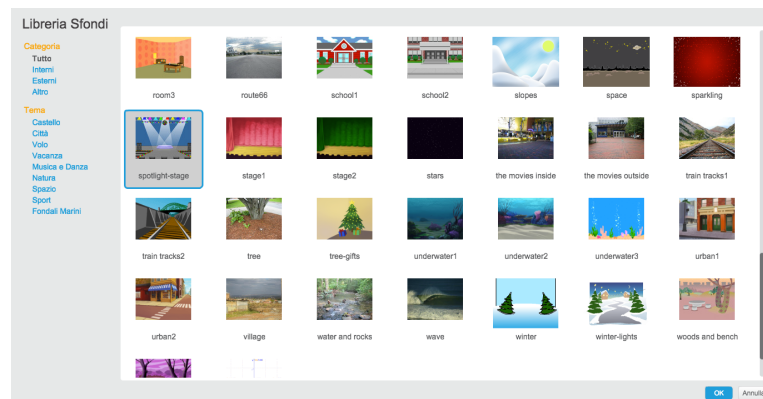 Libreria Sfondi
Categoria
Tutto
Interni
Esterni
Altro
Tema
Castello
Città
Volo
Vacanza
Musica e Danza
Natura
Spazio
Sport
Fondali Marini
room3 route66 school1 school2 slopes space sparkling
spotlight-stage stage1 stage2 stars the movies inside the movies outside train tracks1
train tracks2 tree tree-gifts underwater1 underwater2 underwater3 urban1
urban2 village water and rocks wave winter winter-lights woods and bench
OK Annulla